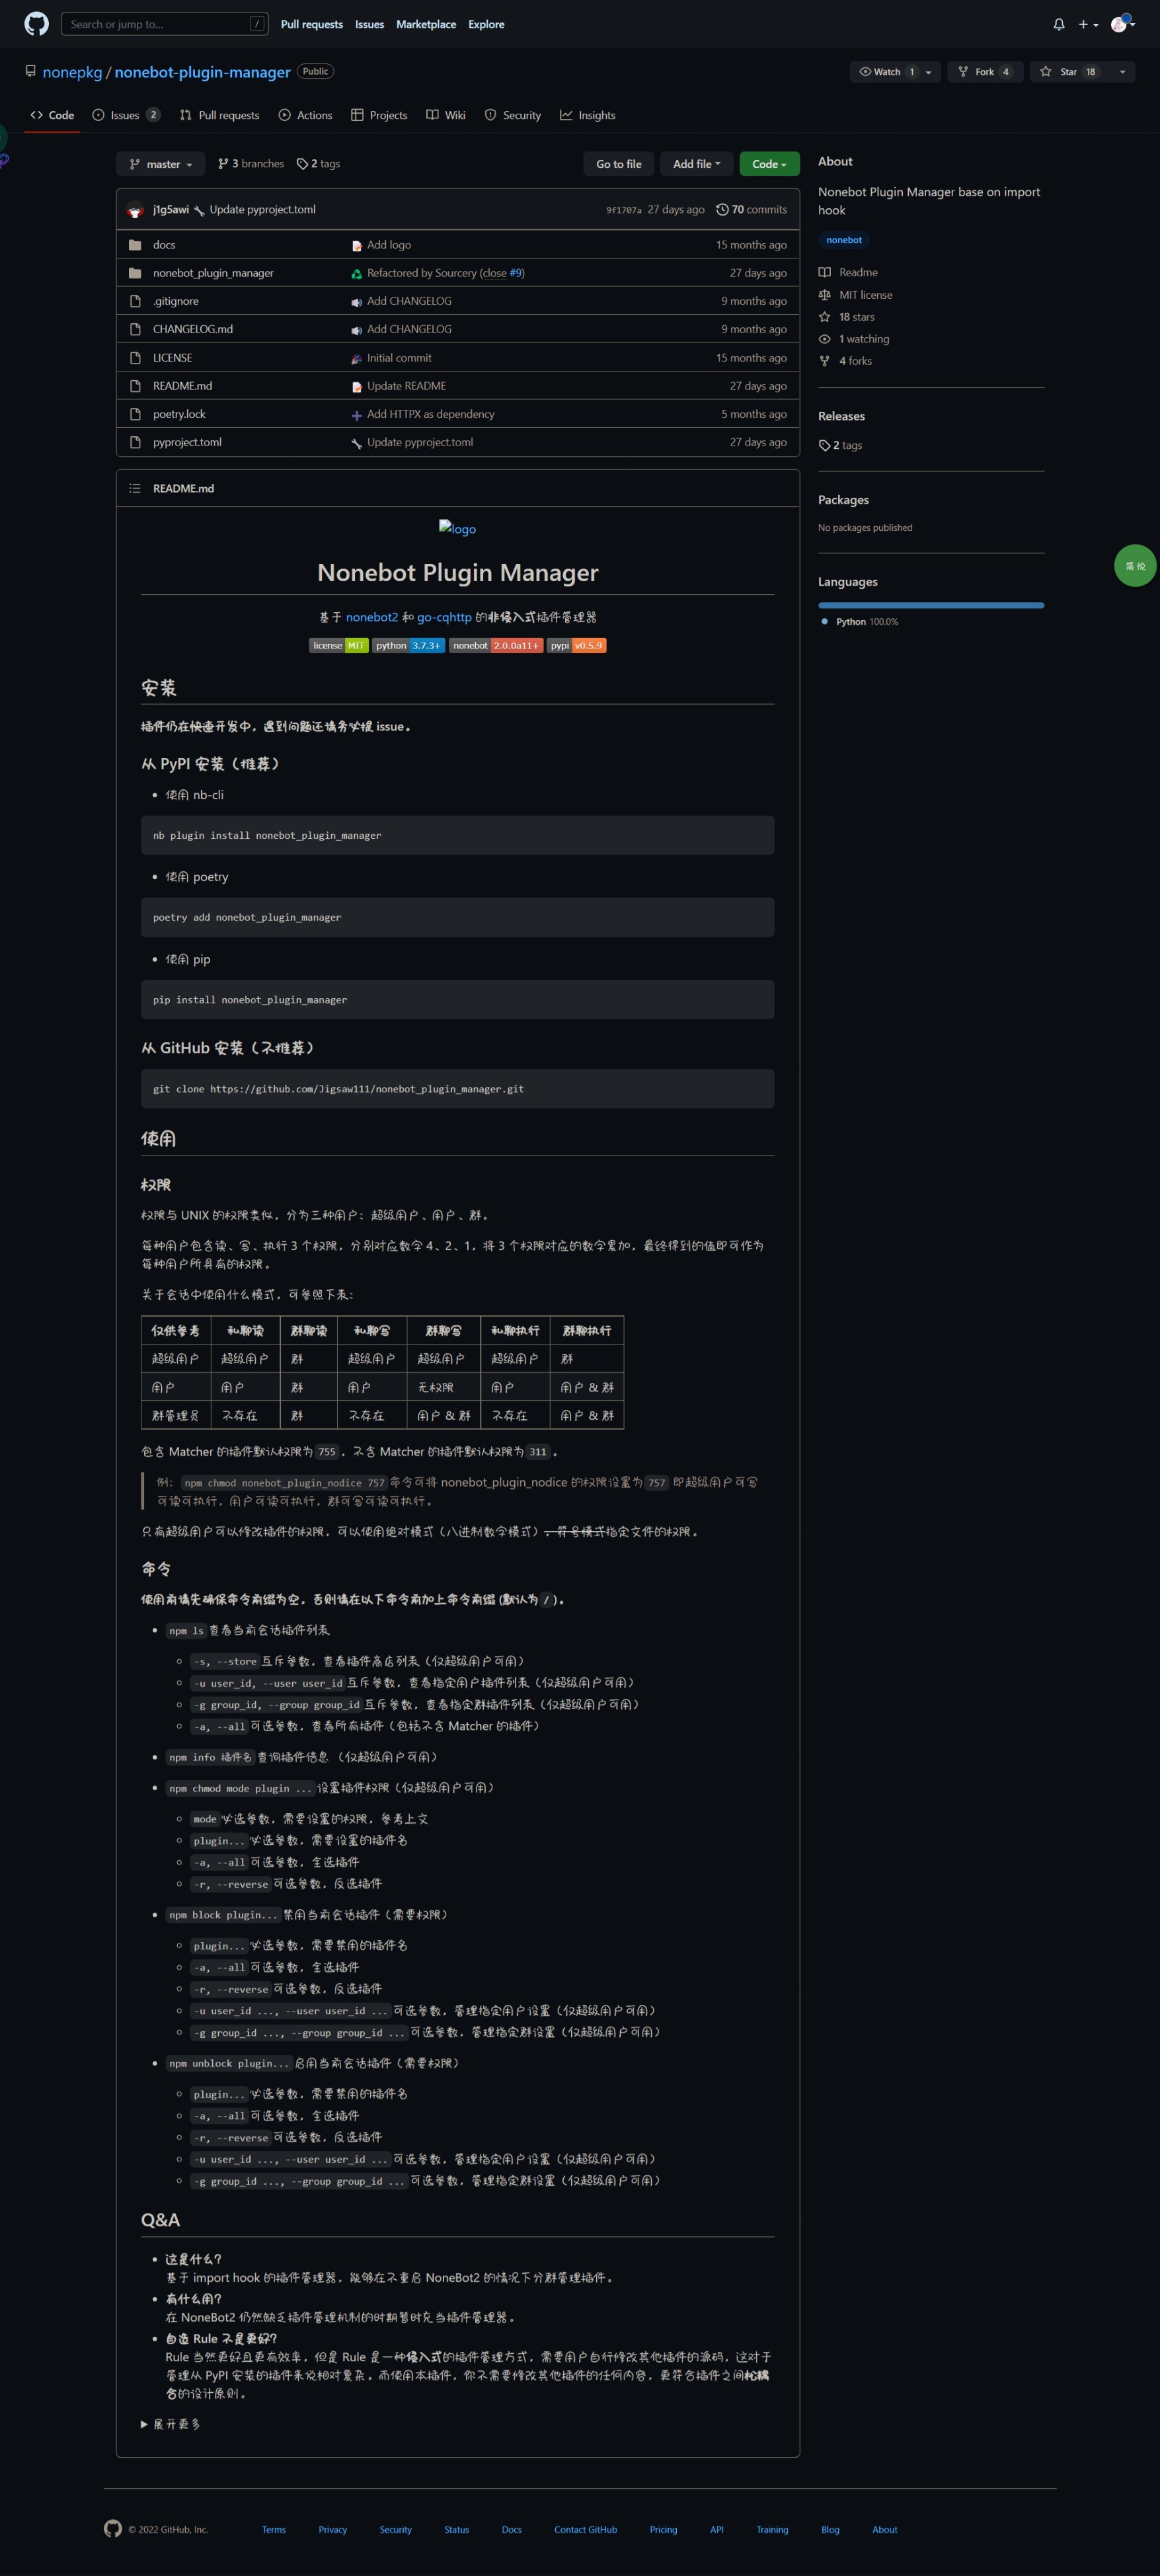 Search or jump to... /
Pull requests Issues Marketplace Explore
nonepkg / nonebot-plugin-manager Public
Watch 1 Fork 4 Star 18
Code Issues 2 Pull requests Actions Projects Wiki Security Insights
master 3 branches 2 tags Go to file Add file Code
j1g5awi Update pyproject.toml 9f1707a 27 days ago 70 commits
docs Add logo 15 months ago
nonebot_plugin_manager Refactored by Sourcery (close #9) 27 days ago
.gitignore Add CHANGELOG 9 months ago
CHANGELOG.md Add CHANGELOG 9 months ago
LICENSE Initial commit 15 months ago
README.md Update README 27 days ago
poetry.lock Add HTTPX as dependency 5 months ago
pyproject.toml Update pyproject.toml 27 days ago
About
Nonebot Plugin Manager base on import
hook
nonebot
Readme
MIT license
18 stars
1 watching
4 forks
Releases
2 tags
Packages
No packages published
Languages
Python 100.0%
简悦
README.md
logo
Nonebot Plugin Manager
基于 nonebot2 和 go-cqhttp 的非侵入式插件管理器
license MIT python 3.7.3+ nonebot 2.0.0a11+ pypi v0.5.9
安装
插件仍在快速开发中，遇到问题还请务必提 issue。
从 PyPI 安装（推荐）
使用 nb-cli
nb plugin install nonebot_plugin_manager
使用 poetry
poetry add nonebot_plugin_manager
使用 pip
pip install nonebot_plugin_manager
从 GitHub 安装（不推荐）
git clone https://github.com/Jigsaw111/nonebot_plugin_manager.git
使用
权限
权限与 UNIX 的权限类似，分为三种用户：超级用户、用户、群。
每种用户包含读、写、执行 3 个权限，分别对应数字 4、2、1，将 3 个权限对应的数字累加，最终得到的值即可作为
每种用户所具有的权限。
关于会话中使用什么模式，可参照下表：
仅供参考 私聊读 群聊读 私聊写 群聊写 私聊执行 群聊执行
超级用户 超级用户 群 超级用户 超级用户 超级用户 群
用户 用户 群 用户 无权限 用户 用户 & 群
群管理员 不存在 群 不存在 用户 & 群 不存在 用户 & 群
包含 Matcher 的插件默认权限为 755，不含 Matcher 的插件默认权限为 311。
例：npm chmod nonebot_plugin_nodice 757 命令可将 nonebot_plugin_nodice 的权限设置为 757 即超级用户可写
可读可执行，用户可读可执行，群可写可读可执行。
只有超级用户可以修改插件的权限，可以使用绝对模式（八进制数字模式），符号模式指定文件的权限。
命令
使用前请先确保命令前缀为空，否则请在以下命令前加上命令前缀 (默认为 / )。
npm ls 查看当前会话插件列表
-s, --store 互斥参数，查看插件商店列表（仅超级用户可用）
-u user_id, --user user_id 互斥参数，查看指定用户插件列表（仅超级用户可用）
-g group_id, --group group_id 互斥参数，查看指定群插件列表（仅超级用户可用）
-a, --all 可选参数，查看所有插件（包括不含 Matcher 的插件）
npm info 插件名 查询插件信息 （仅超级用户可用）
npm chmod mode plugin ... 设置插件权限（仅超级用户可用）
mode 必选参数，需要设置的权限，参考上文
plugin... 必选参数，需要设置的插件名
-a, --all 可选参数，全选插件
-r, --reverse 可选参数，反选插件
npm block plugin... 禁用当前会话插件（需要权限）
plugin... 必选参数，需要禁用的插件名
-a, --all 可选参数，全选插件
-r, --reverse 可选参数，反选插件
-u user_id ..., --user user_id ... 可选参数，管理指定用户设置（仅超级用户可用）
-g group_id ..., --group group_id ... 可选参数，管理指定群设置（仅超级用户可用）
npm unblock plugin... 启用当前会话插件（需要权限）
plugin... 必选参数，需要禁用的插件名
-a, --all 可选参数，全选插件
-r, --reverse 可选参数，反选插件
-u user_id ..., --user user_id ... 可选参数，管理指定用户设置（仅超级用户可用）
-g group_id ..., --group group_id ... 可选参数，管理指定群设置（仅超级用户可用）
Q&A
这是什么？
基于 import hook 的插件管理器，能够在不重启 NoneBot2 的情况下分群管理插件。
有什么用？
在 NoneBot2 仍然缺乏插件管理机制的时期暂时充当插件管理器。
自造 Rule 不是更好？
Rule 当然更好且更有效率，但是 Rule 是一种侵入式的插件管理方式，需要用户自行修改其他插件的源码，这对于
管理从 PyPI 安装的插件来说相对复杂。而使用本插件，你不需要修改其他插件的任何内容，更符合插件之间松耦
合的设计原则。
展开更多
© 2022 GitHub, Inc. Terms Privacy Security Status Docs Contact GitHub Pricing API Training Blog About